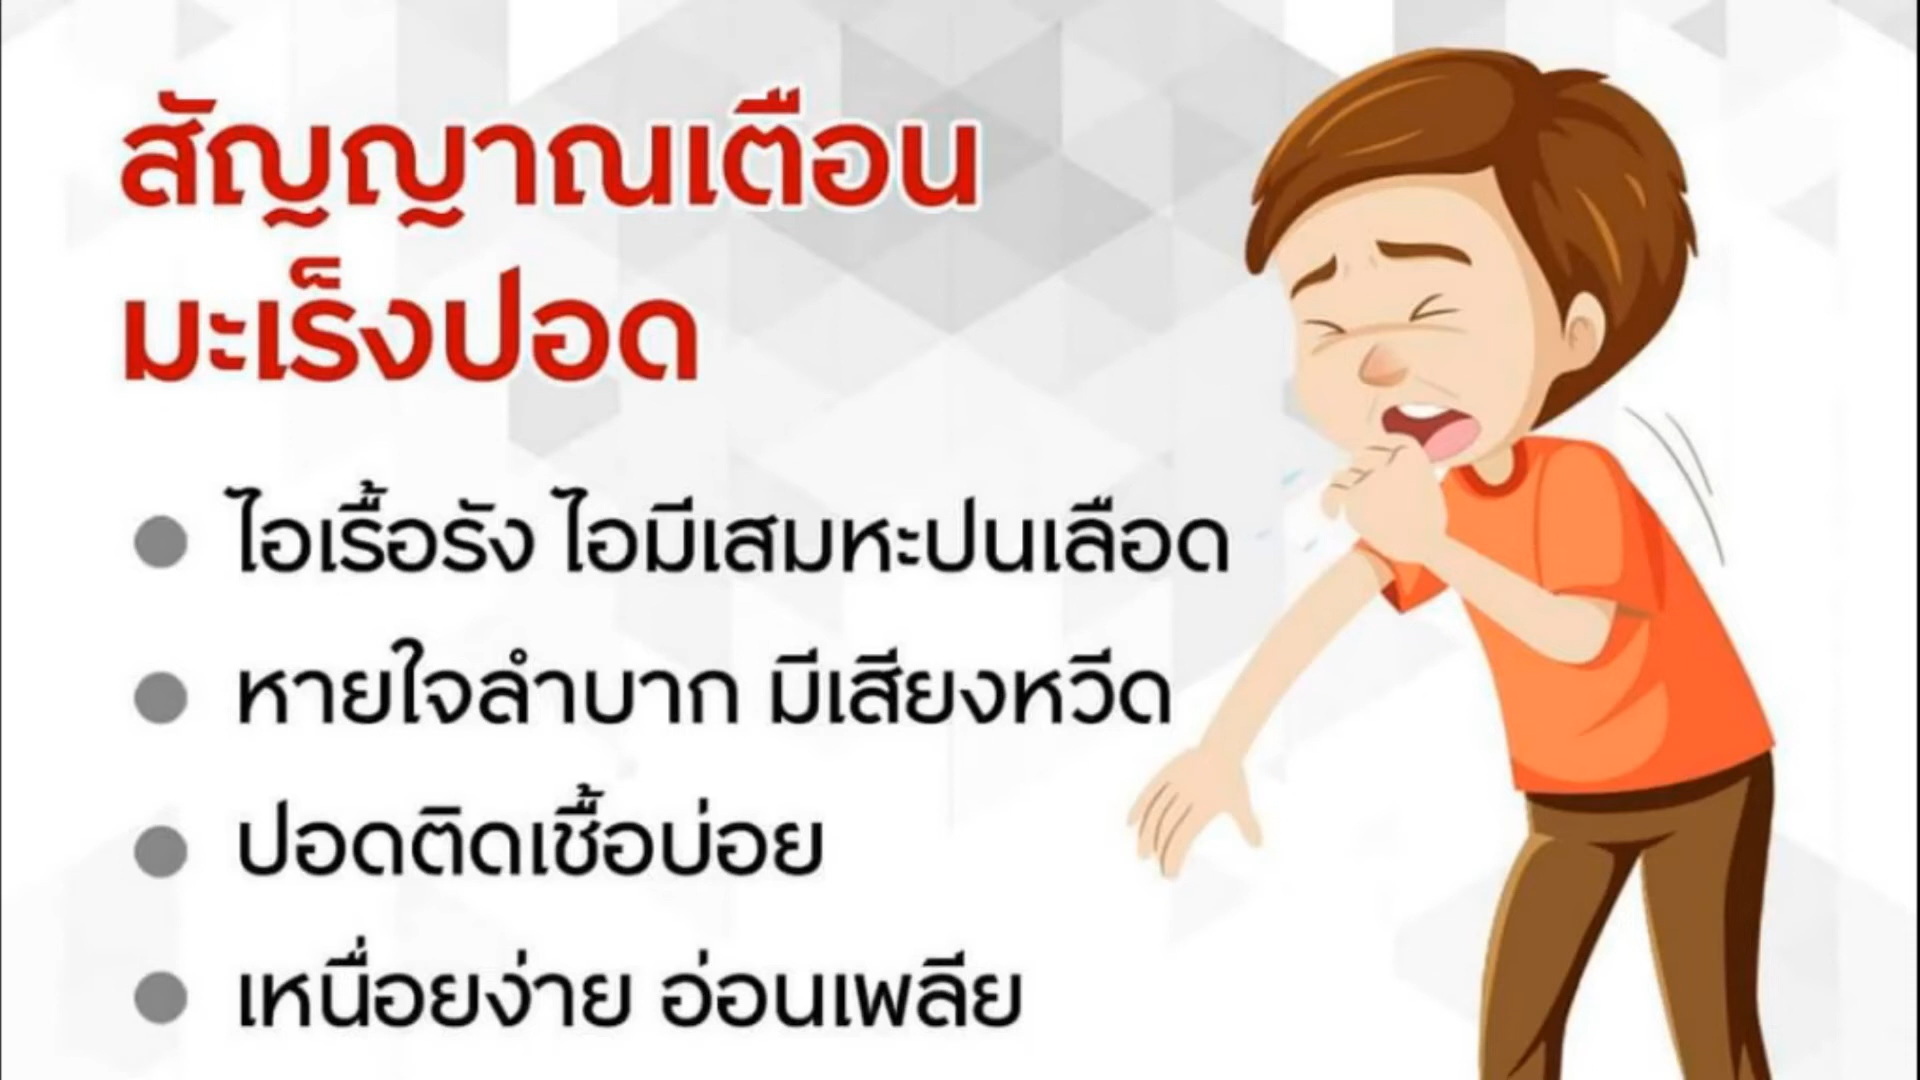 สัญญาณเตือน
มะเร็งปอด
ไอเรื้อรัง ไอมีเสมหะปนเลือด
หายใจลำบาก มีเสียงหวีด
ปอดติดเชื้อบ่อย
เหนื่อยง่าย อ่อนเพลีย